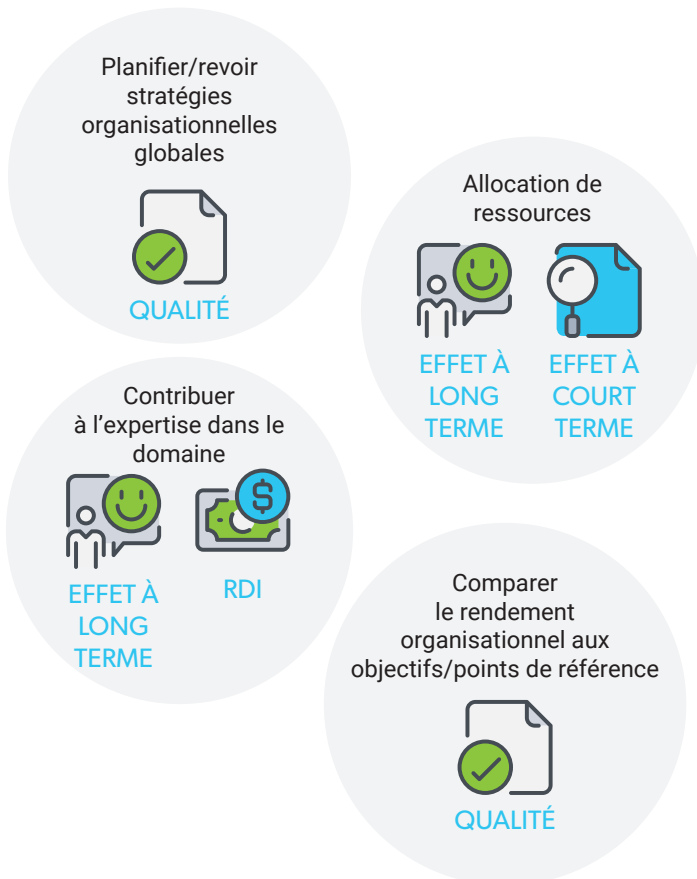 Planifier/revoir
stratégies
organisationnelles
globales
QUALITÉ
Allocation de
ressources
EFFET À
LONG
TERME
EFFET À
COURT
TERME
Contribuer
à l’expertise dans le
domaine
$
EFFET À
LONG
TERME
RDI
Comparer
le rendement
organisationnel aux
objectifs/points de référence
QUALITÉ